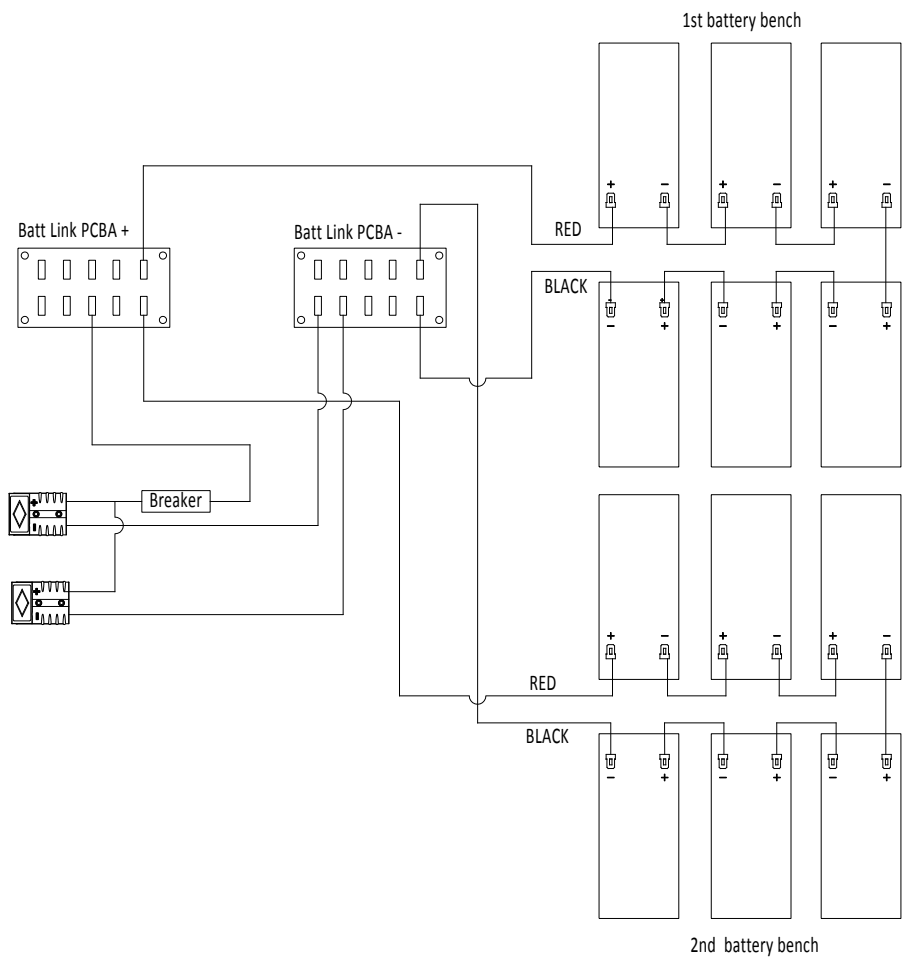 1st battery bench
+ − + − + −
RED
Batt Link PCBA +
Batt Link PCBA -
BLACK
− + − + − +
Breaker
+
−
+
−
+ − + − + −
RED
BLACK
− + − + − +
2nd battery bench